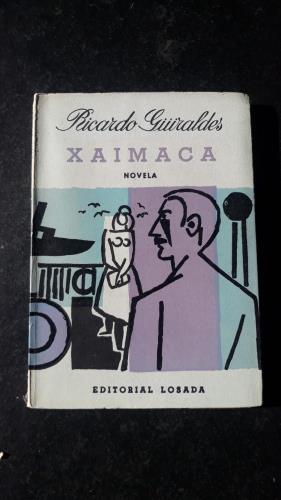 Ricardo Güiraldes
XAIMACA
NOVELA
EDITORIAL LOSADA